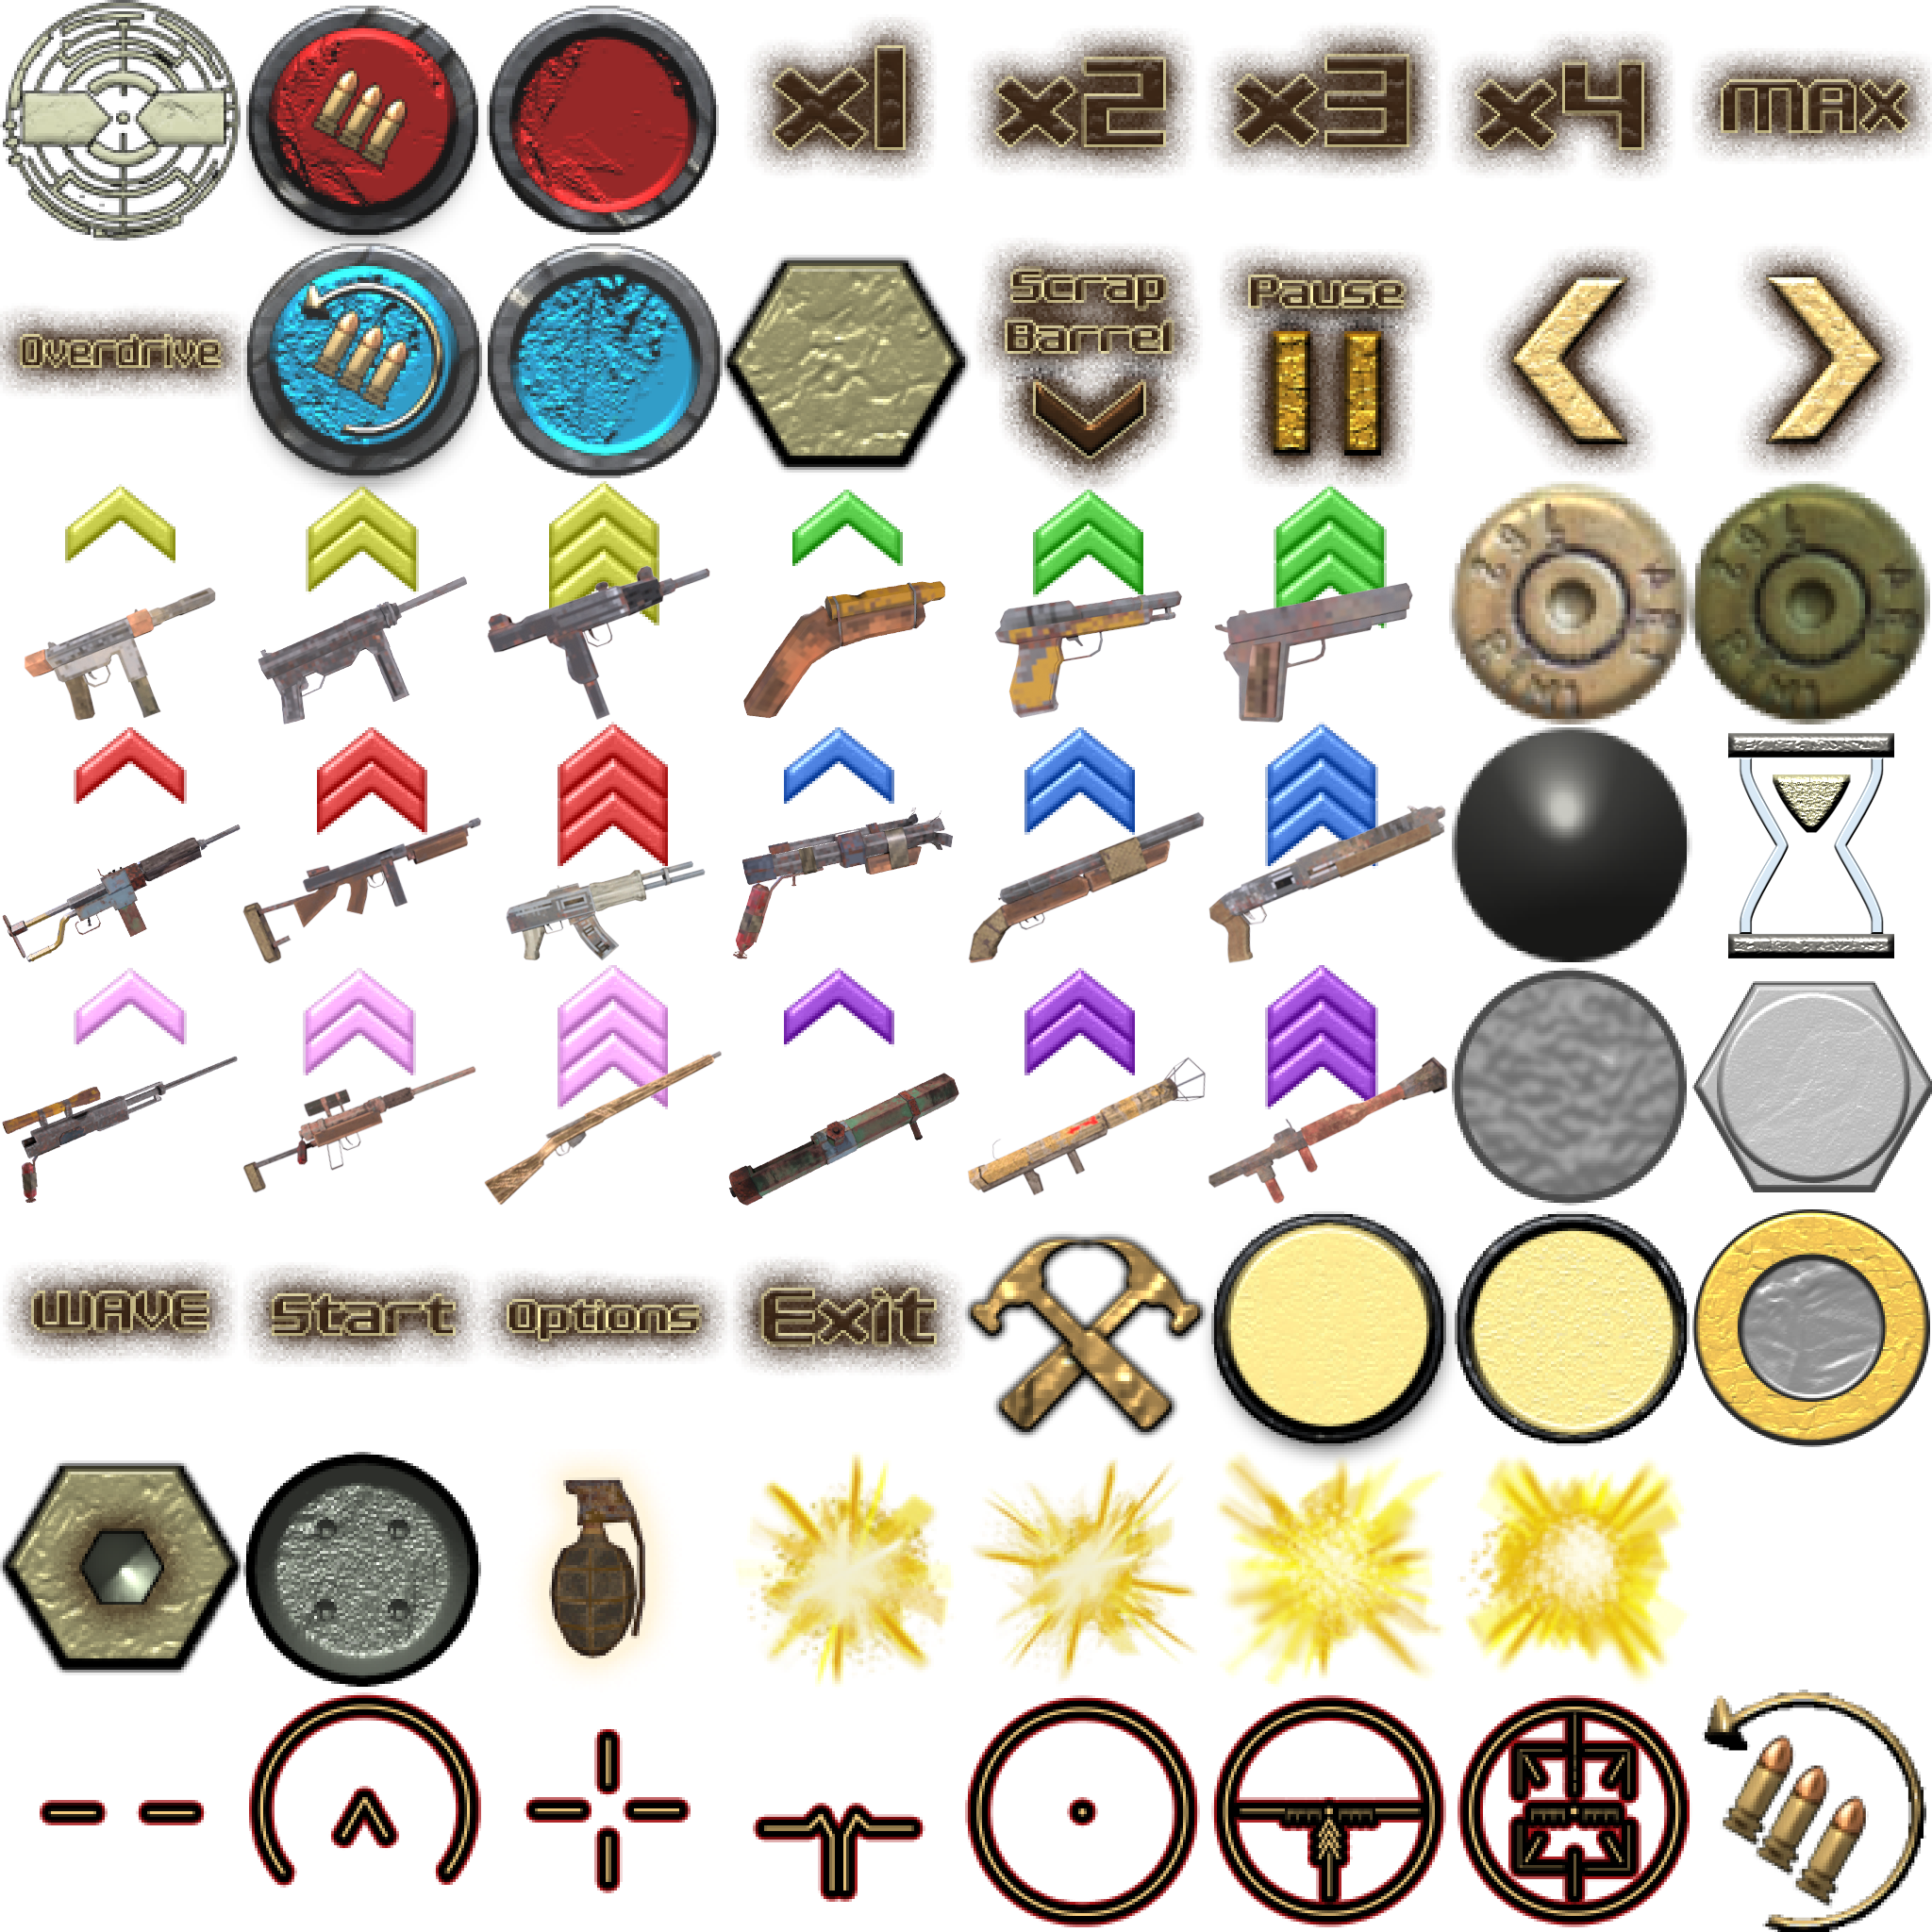 x1
x2
x3
x4
MAX
Overdrive
Scrap
Barrel
Pause
WAVE
Start
Options
Exit